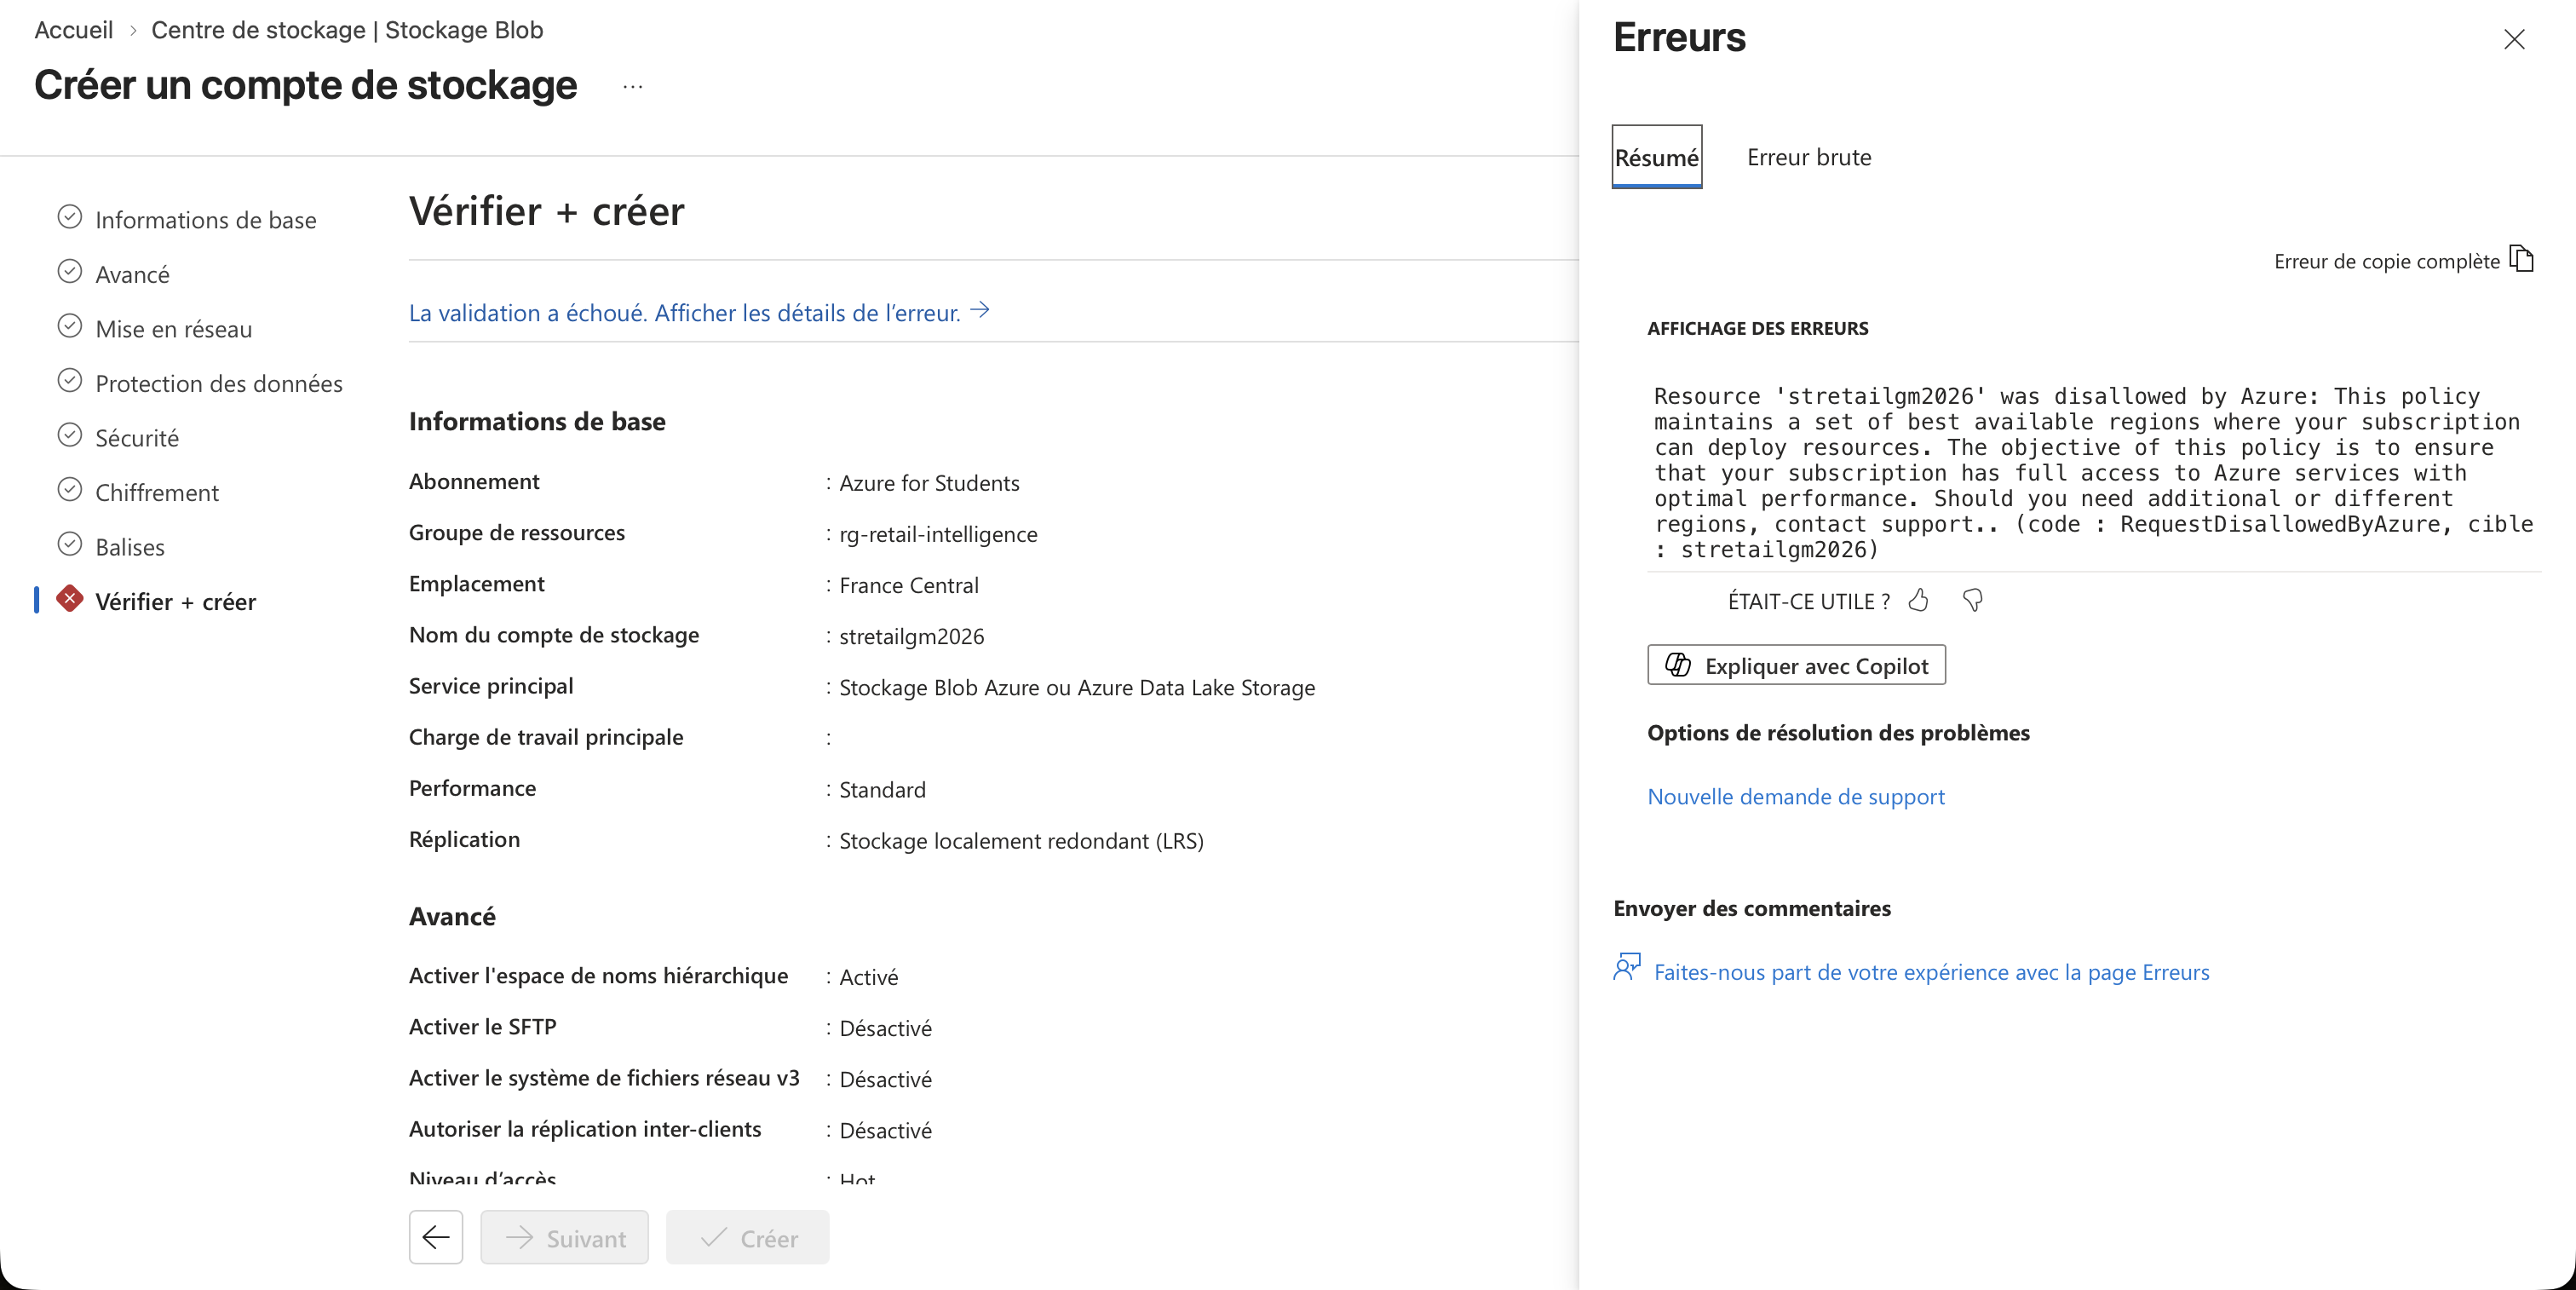 Accueil > Centre de stockage | Stockage Blob
Créer un compte de stockage ...
Informations de base
Avancé
Mise en réseau
Protection des données
Sécurité
Chiffrement
Balises
Vérifier + créer
Vérifier + créer
La validation a échoué. Afficher les détails de l’erreur. →
Informations de base
Abonnement : Azure for Students
Groupe de ressources : rg-retail-intelligence
Emplacement : France Central
Nom du compte de stockage : stretailgm2026
Service principal : Stockage Blob Azure ou Azure Data Lake Storage
Charge de travail principale :
Performance : Standard
Réplication : Stockage localement redondant (LRS)
Avancé
Activer l'espace de noms hiérarchique : Activé
Activer le SFTP : Désactivé
Activer le système de fichiers réseau v3 : Désactivé
Autoriser la réplication inter-clients : Désactivé
Niveau d’accès : Hot
Suivant
Créer
Erreurs
Résumé
Erreur brute
Erreur de copie complète
AFFICHAGE DES ERREURS
Resource 'stretailgm2026' was disallowed by Azure: This policy
maintains a set of best available regions where your subscription
can deploy resources. The objective of this policy is to ensure
that your subscription has full access to Azure services with
optimal performance. Should you need additional or different
regions, contact support.. (code : RequestDisallowedByAzure, cible
: stretailgm2026)
ÉTAIT-CE UTILE ?
Expliquer avec Copilot
Options de résolution des problèmes
Nouvelle demande de support
Envoyer des commentaires
Faites-nous part de votre expérience avec la page Erreurs